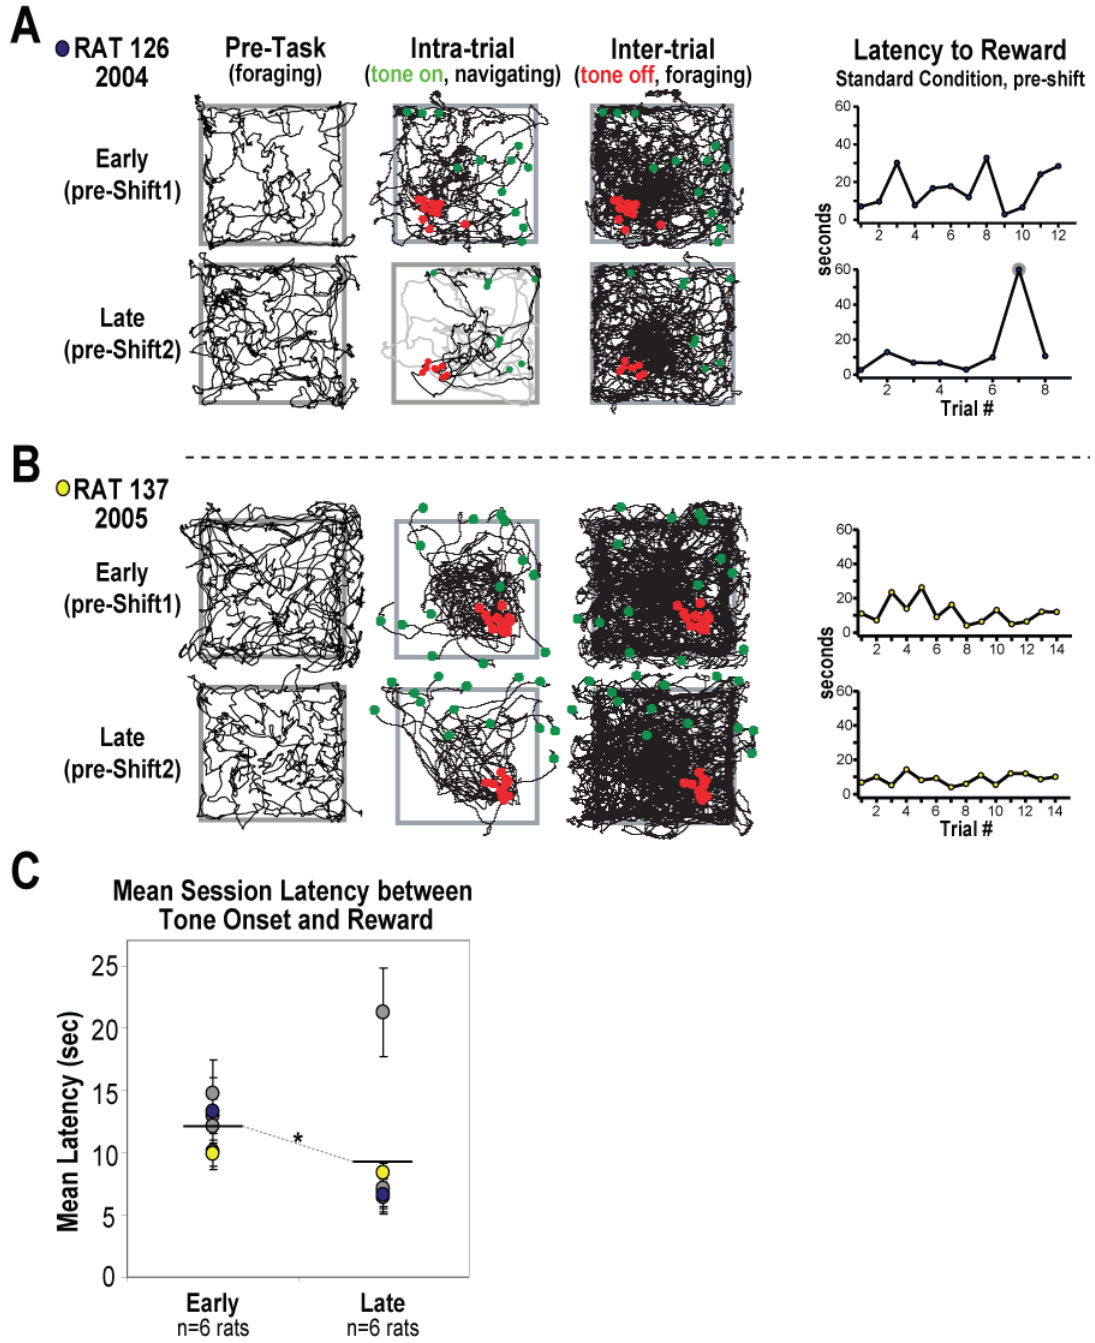 A
RAT 126
2004
Pre-Task
(foraging)
Intra-trial
(tone on, navigating)
Inter-trial
(tone off, foraging)
Latency to Reward
Standard Condition, pre-shift
Early
(pre-Shift1)
60
40
20
0
2 4 6 8 10 12
seconds
Late
(pre-Shift2)
60
40
20
0
2 4 6 8
Trial #
B
RAT 137
2005
Early
(pre-Shift1)
60
40
20
0
2 4 6 8 10 12 14
seconds
Late
(pre-Shift2)
60
40
20
0
2 4 6 8 10 12 14
Trial #
C
Mean Session Latency between
Tone Onset and Reward
Mean Latency (sec)
25
20
15
10
5
0
*
Early
n=6 rats
Late
n=6 rats